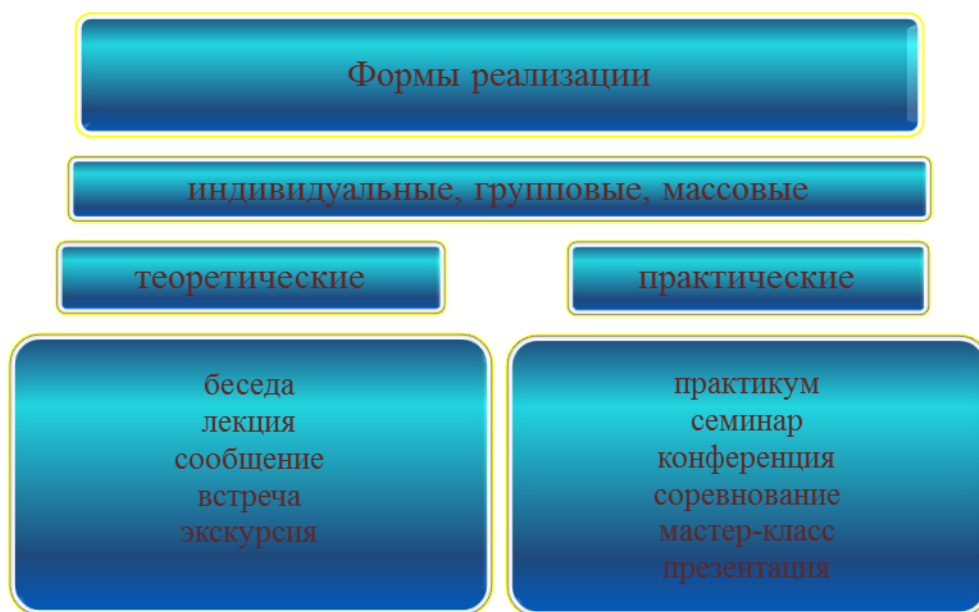 Формы реализации
индивидуальные, групповые, массовые
теоретические
практические
беседа
лекция
сообщение
встреча
экскурсия
практикум
семинар
конференция
соревнование
мастер-класс
презентация